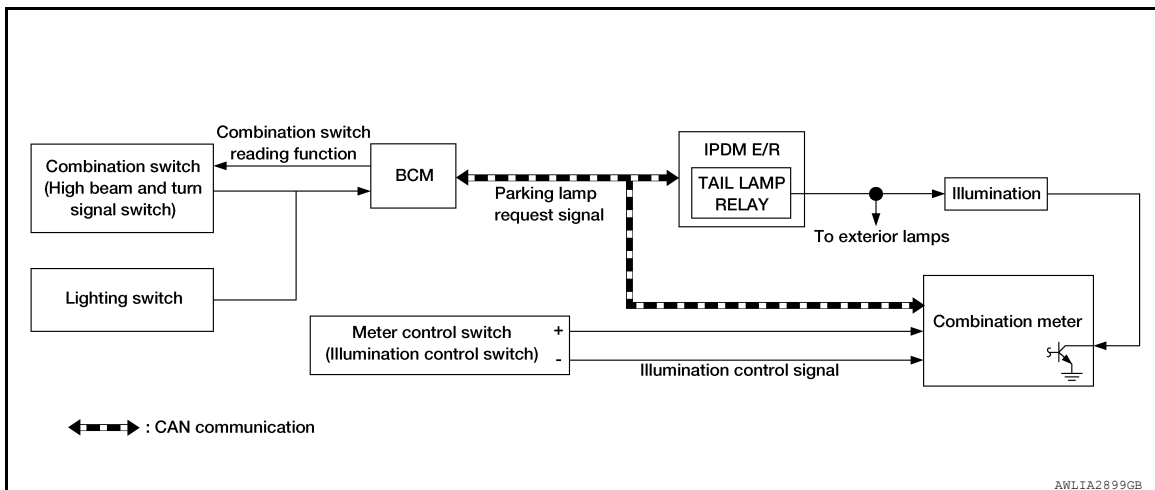 Combination switch
reading function
Combination switch
(High beam and turn
signal switch)
BCM
Parking lamp
request signal
IPDM E/R
TAIL LAMP
RELAY
Illumination
To exterior lamps
Lighting switch
Meter control switch
(Illumination control switch)
+
-
Illumination control signal
Combination meter
: CAN communication
AWLIA2899GB